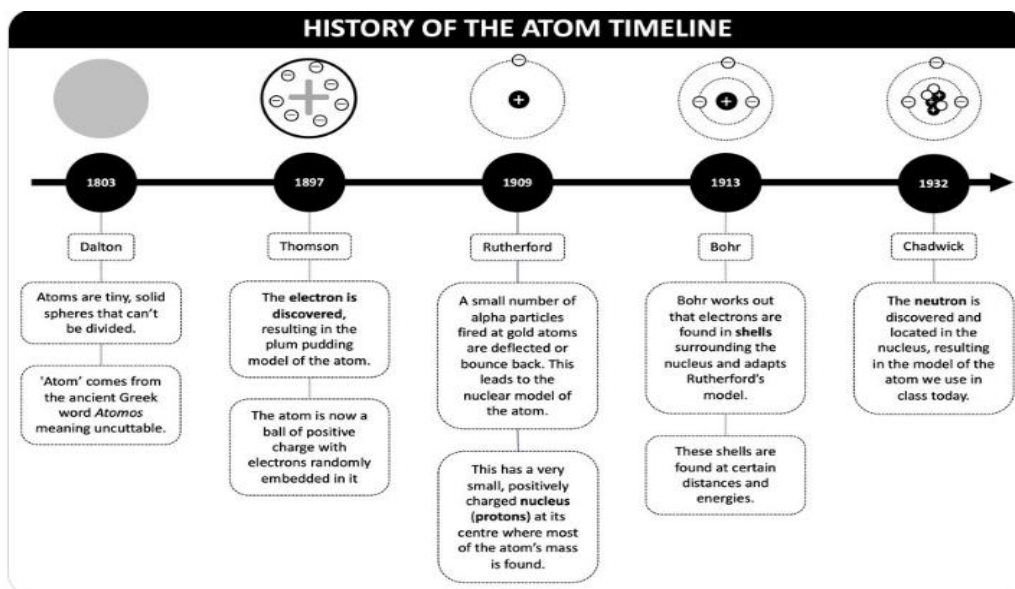 HISTORY OF THE ATOM TIMELINE
1803
Dalton
Atoms are tiny, solid
spheres that can't
be divided.
'Atom' comes from
the ancient Greek
word Atomos
meaning uncuttable.
1897
Thomson
The electron is
discovered,
resulting in the
plum pudding
model of the atom.
The atom is now a
ball of positive
charge with
electrons randomly
embedded in it
1909
Rutherford
A small number of
alpha particles
fired at gold atoms
are deflected or
bounce back. This
leads to the
nuclear model of
the atom.
This has a very
small, positively
charged nucleus
(protons) at its
centre where most
of the atom's mass
is found.
1913
Bohr
Bohr works out
that electrons are
found in shells
surrounding the
nucleus and adapts
Rutherford's
model.
These shells are
found at certain
distances and
energies.
1932
Chadwick
The neutron is
discovered and
located in the
nucleus, resulting
in the model of the
atom we use in
class today.